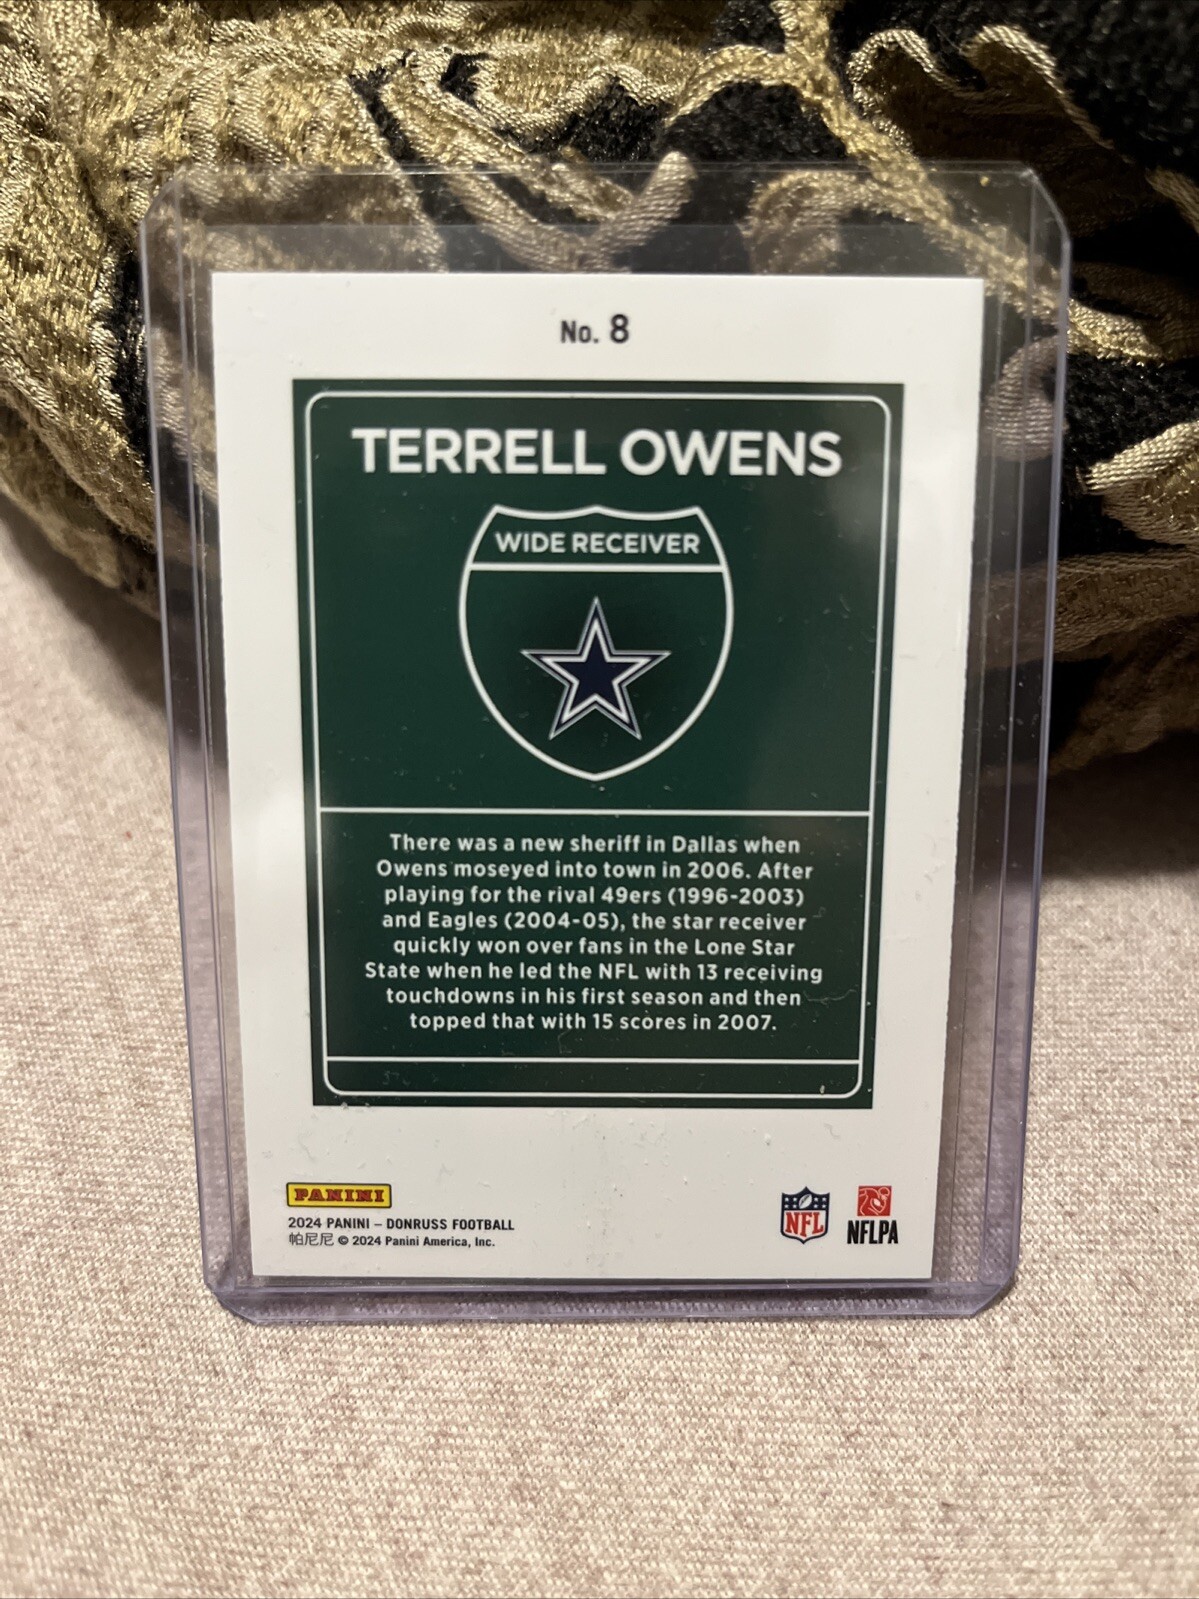 No. 8
TERRELL OWENS
WIDE RECEIVER
There was a new sheriff in Dallas when
Owens moseyed into town in 2006. After
playing for the rival 49ers (1996-2003)
and Eagles (2004-05), the star receiver
quickly won over fans in the Lone Star
State when he led the NFL with 13 receiving
touchdowns in his first season and then
topped that with 15 scores in 2007.
PANINI
2024 PANINI – DONRUSS FOOTBALL
帕尼尼 © 2024 Panini America, Inc.
NFL
NFLPA